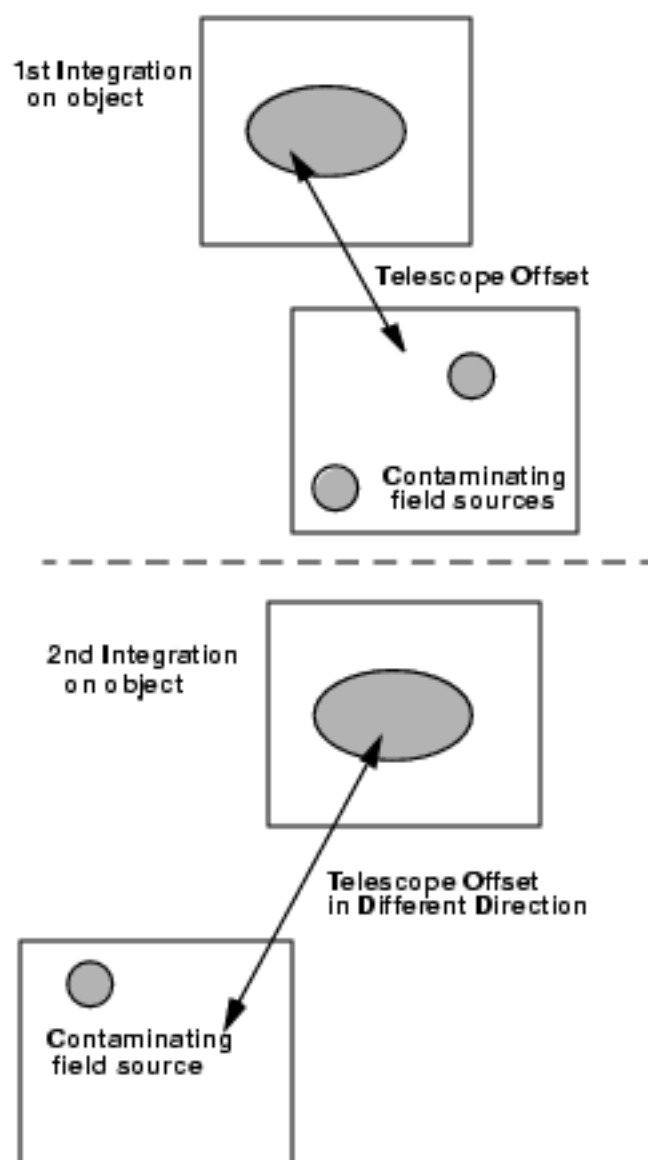 1st Integration
on object
Telescope Offset
Contaminating
field sources
2nd Integration
on object
Telescope Offset
in Different Direction
Contaminating
field source